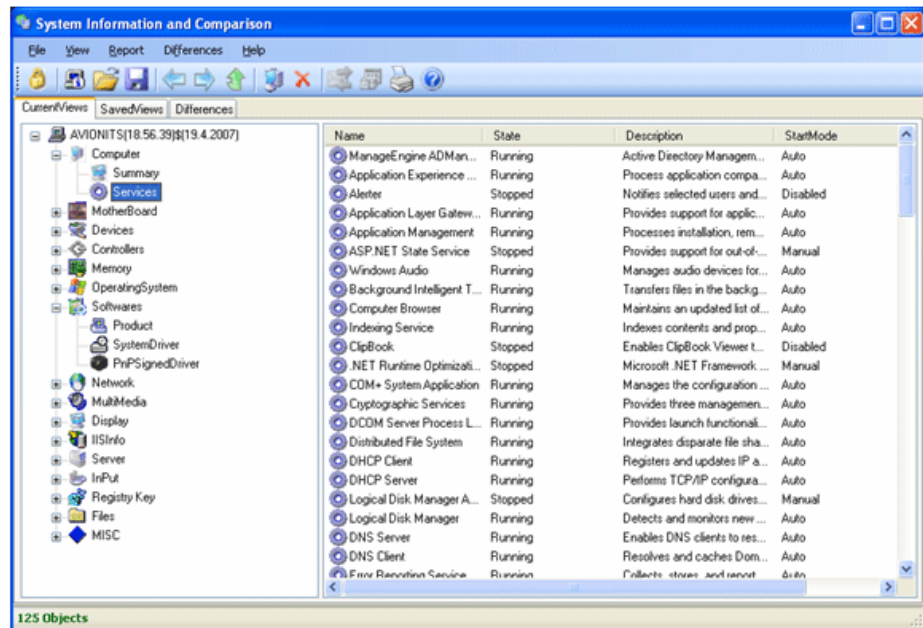 System Information and Comparison
File View Report Differences Help
CurrentViews SavedViews Differences
AVIONITS[18.56.39]$(19.4.2007)
Computer
Summary
Services
MotherBoard
Devices
Controllers
Memory
OperatingSystem
Softwares
Product
SystemDriver
PnPSignedDriver
Network
MultiMedia
Display
IISInfo
Server
InPut
Registry Key
Files
MISC
Name State Description StartMode
ManageEngine ADMan... Running Active Directory Managem... Auto
Application Experience ... Running Process application compa... Auto
Alerter Stopped Notifies selected users and... Disabled
Application Layer Gatew... Running Provides support for applic... Auto
Application Management Running Processes installation, rem... Auto
ASP.NET State Service Stopped Provides support for out-of-... Manual
Windows Audio Running Manages audio devices for... Auto
Background Intelligent T... Running Transfers files in the backg... Auto
Computer Browser Running Maintains an updated list of... Auto
Indexing Service Running Indexes contents and prop... Auto
ClipBook Stopped Enables ClipBook Viewer t... Disabled
.NET Runtime Optimizati... Stopped Microsoft .NET Framework ... Manual
COM+ System Application Running Manages the configuration ... Auto
Cryptographic Services Running Provides three managemen... Auto
DCOM Server Process L... Running Provides launch functionali... Auto
Distributed File System Running Integrates disparate file sha... Auto
DHCP Client Running Registers and updates IP a... Auto
DHCP Server Running Performs TCP/IP configura... Auto
Logical Disk Manager A... Stopped Configures hard disk drives... Manual
Logical Disk Manager Running Detects and monitors new ... Auto
DNS Server Running Enables DNS clients to res... Auto
DNS Client Running Resolves and caches Dom... Auto
Error Reporting Service Running Collects, stores, and report... Auto
125 Objects